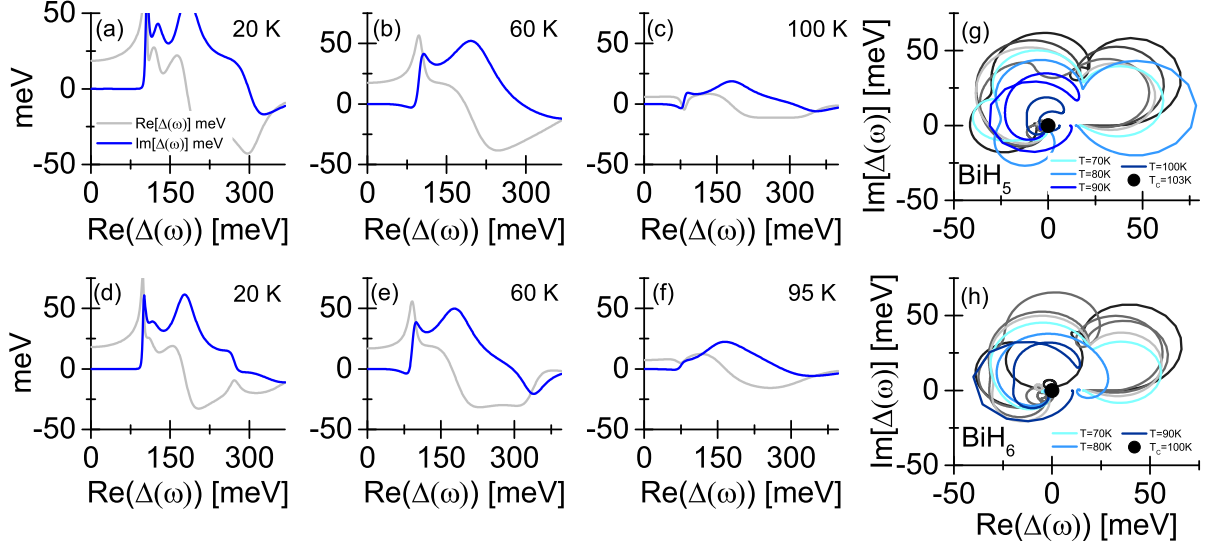 (a) 20 K
50
0
-50
meV
Re[Δ(ω)] meV
Im[Δ(ω)] meV
0 150 300
Re(Δ(ω)) [meV]
(b) 60 K
50
0
-50
0 150 300
Re(Δ(ω)) [meV]
(c) 100 K
50
0
-50
0 150 300
Re(Δ(ω)) [meV]
(g)
50
0
-50
Im[Δ(ω)] [meV]
BiH5
T=70K
T=80K
T=90K
T=100K
TC=103K
-50 0 50
(d) 20 K
50
0
-50
meV
0 150 300
Re(Δ(ω)) [meV]
(e) 60 K
50
0
-50
0 150 300
Re(Δ(ω)) [meV]
(f) 95 K
50
0
-50
0 150 300
Re(Δ(ω)) [meV]
(h)
50
0
-50
Im[Δ(ω)] [meV]
BiH6
T=70K
T=80K
T=90K
TC=100K
-50 0 50
Re(Δ(ω)) [meV]